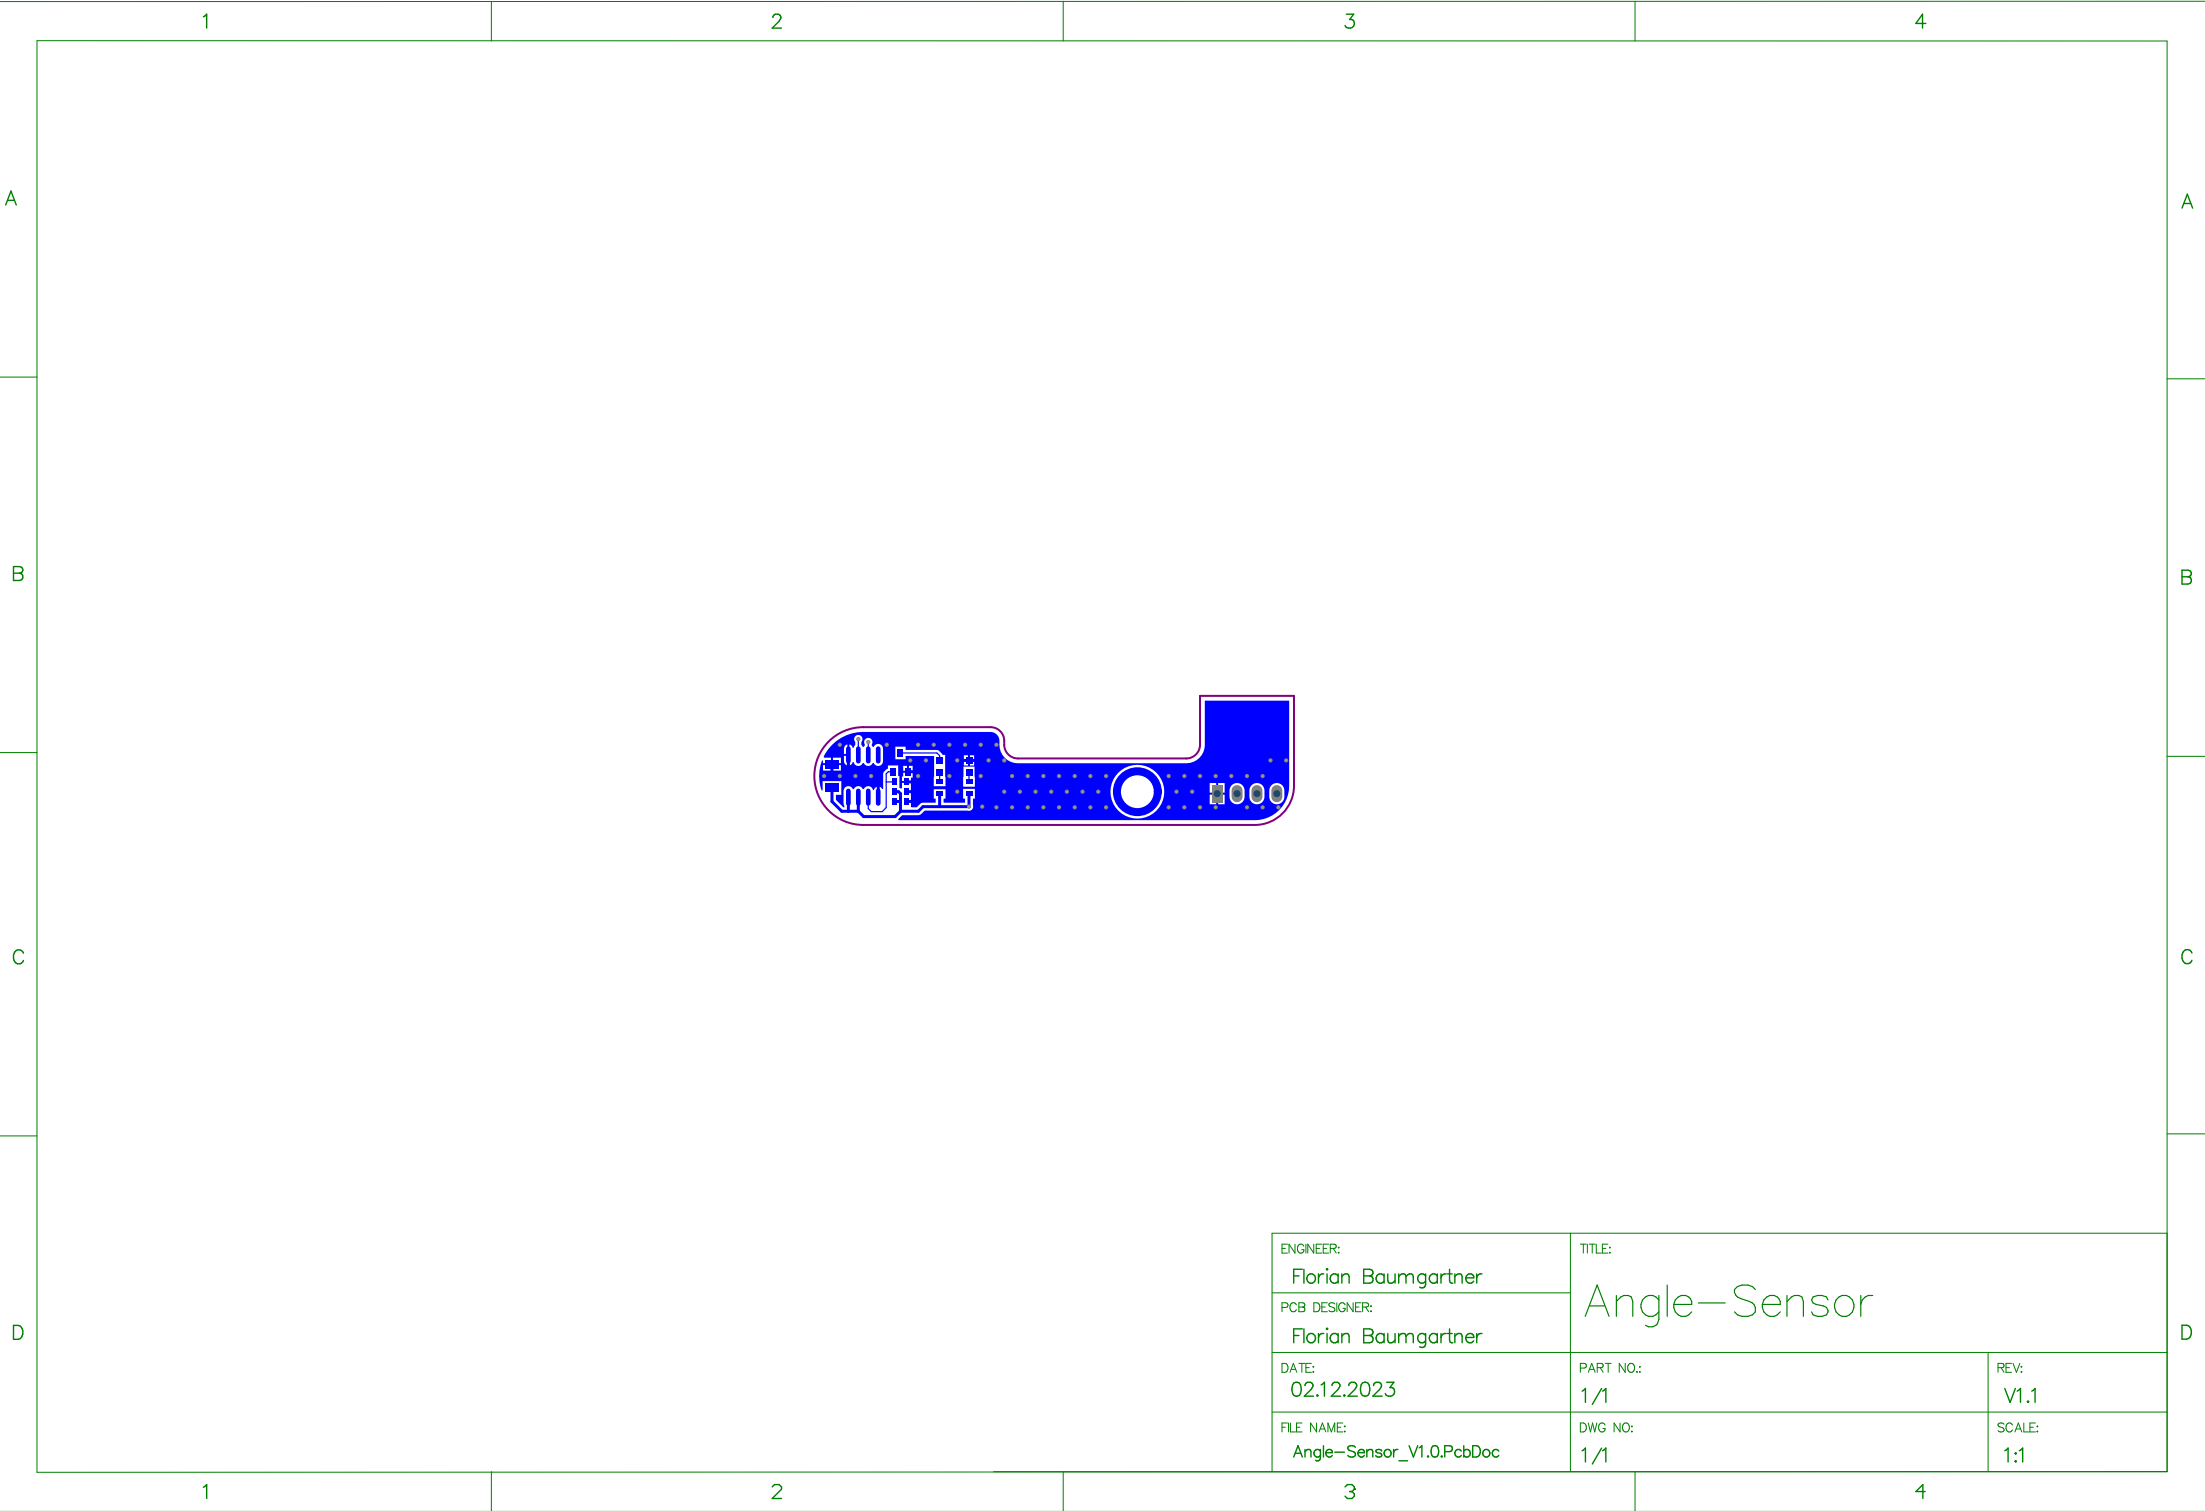 1 2 3 4
A A
B B
C C
ENGINEER:
Florian Baumgartner
TITLE:
Angle-Sensor
PCB DESIGNER:
Florian Baumgartner
D D
DATE:
02.12.2023
PART NO.:
1/1
REV:
V1.1
FILE NAME:
Angle-Sensor_V1.0.PcbDoc
DWG NO:
1/1
SCALE:
1:1
1 2 3 4